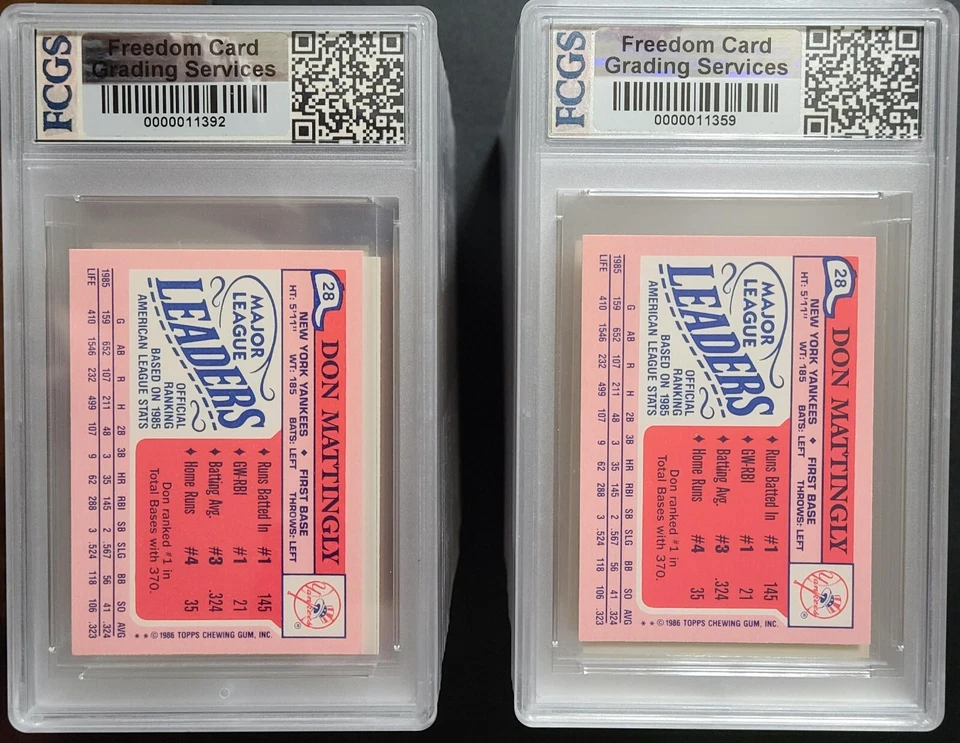 FCGS
Freedom Card
Grading Services
0000011392
28
DON MATTINGLY
NEW YORK YANKEES ♦ FIRST BASE
HT: 5'11" WT: 185 BATS: LEFT THROWS: LEFT
Yankees
®
MAJOR
LEAGUE
LEADERS
OFFICIAL
RANKING
BASED ON 1985
AMERICAN LEAGUE STATS
♦ Runs Batted In #1 145
♦ GW-RBI #1 21
♦ Batting Avg. #3 .324
♦ Home Runs #4 35
Don ranked #1 in
Total Bases with 370.
G AB R H 2B 3B HR RBI SB SLG BB SO AVG
1985 159 652 107 211 48 3 35 145 2 .567 56 41 .324
LIFE 410 1546 232 499 107 9 62 288 3 .524 118 106 .323
* * © 1986 TOPPS CHEWING GUM, INC.
FCGS
Freedom Card
Grading Services
0000011359
28
DON MATTINGLY
NEW YORK YANKEES ♦ FIRST BASE
HT: 5'11" WT: 185 BATS: LEFT THROWS: LEFT
Yankees
®
MAJOR
LEAGUE
LEADERS
OFFICIAL
RANKING
BASED ON 1985
AMERICAN LEAGUE STATS
♦ Runs Batted In #1 145
♦ GW-RBI #1 21
♦ Batting Avg. #3 .324
♦ Home Runs #4 35
Don ranked #1 in
Total Bases with 370.
G AB R H 2B 3B HR RBI SB SLG BB SO AVG
1985 159 652 107 211 48 3 35 145 2 .567 56 41 .324
LIFE 410 1546 232 499 107 9 62 288 3 .524 118 106 .323
* * © 1986 TOPPS CHEWING GUM, INC.